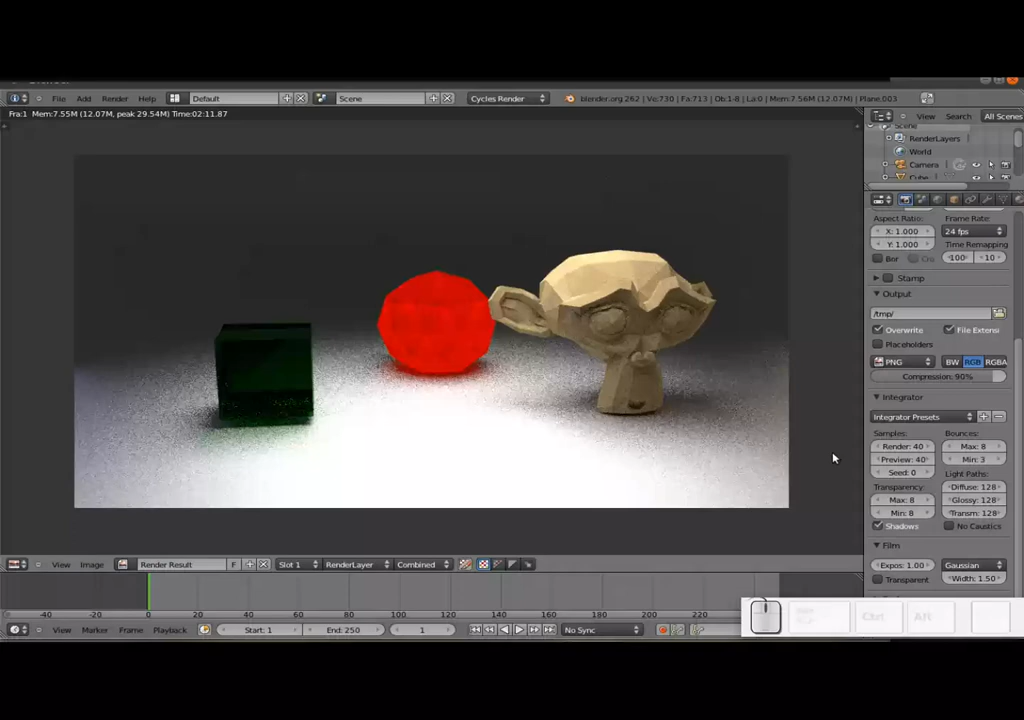 File Add Render Help Default Scene Cycles Render blender.org 262 | Ve:730 | Fa:713 | Ob:1-8 | La:0 | Mem:7.56M (12.07M) | Plane.003
Fra:1 Mem:7.55M (12.07M, peak 29.54M) Time:02:11.87
View Search All Scenes
Scene
RenderLayers
World
Camera
Cube
Aspect Ratio: Frame Rate:
X: 1.000 24 fps
Y: 1.000 Time Remapping
Bor Cro 100 10
Stamp
Output
/tmp/
Overwrite File Extensi
Placeholders
PNG BW RGB RGBA
Compression: 90%
Integrator
Integrator Presets
Samples: Bounces:
Render: 40 Max: 8
Preview: 40 Min: 3
Seed: 0 Light Paths:
Transparency: Diffuse: 128
Max: 8 Glossy: 128
Min: 8 Transm: 128
Shadows No Caustics
Film
Expos: 1.00 Gaussian
Transparent Width: 1.50
View Image Render Result F Slot 1 RenderLayer Combined
-40 -20 0 20 40 60 80 100 120 140 160 180 200 220
View Marker Frame Playback Start: 1 End: 250 1 No Sync
Ctrl Alt